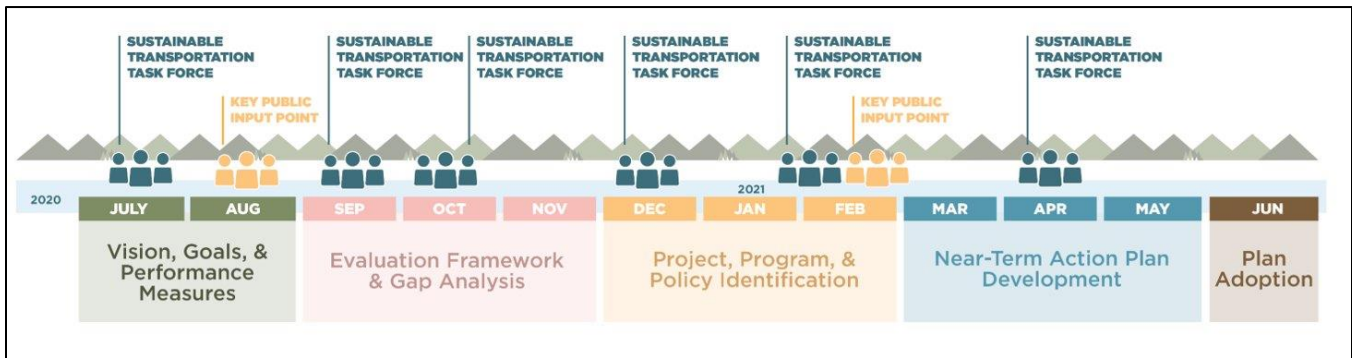 SUSTAINABLE
TRANSPORTATION
TASK FORCE
SUSTAINABLE
TRANSPORTATION
TASK FORCE
SUSTAINABLE
TRANSPORTATION
TASK FORCE
SUSTAINABLE
TRANSPORTATION
TASK FORCE
SUSTAINABLE
TRANSPORTATION
TASK FORCE
SUSTAINABLE
TRANSPORTATION
TASK FORCE
KEY PUBLIC
INPUT POINT
KEY PUBLIC
INPUT POINT
2020
2021
JULY
AUG
SEP
OCT
NOV
DEC
JAN
FEB
MAR
APR
MAY
JUN
Vision, Goals, &
Performance
Measures
Evaluation Framework
& Gap Analysis
Project, Program, &
Policy Identification
Near-Term Action Plan
Development
Plan
Adoption